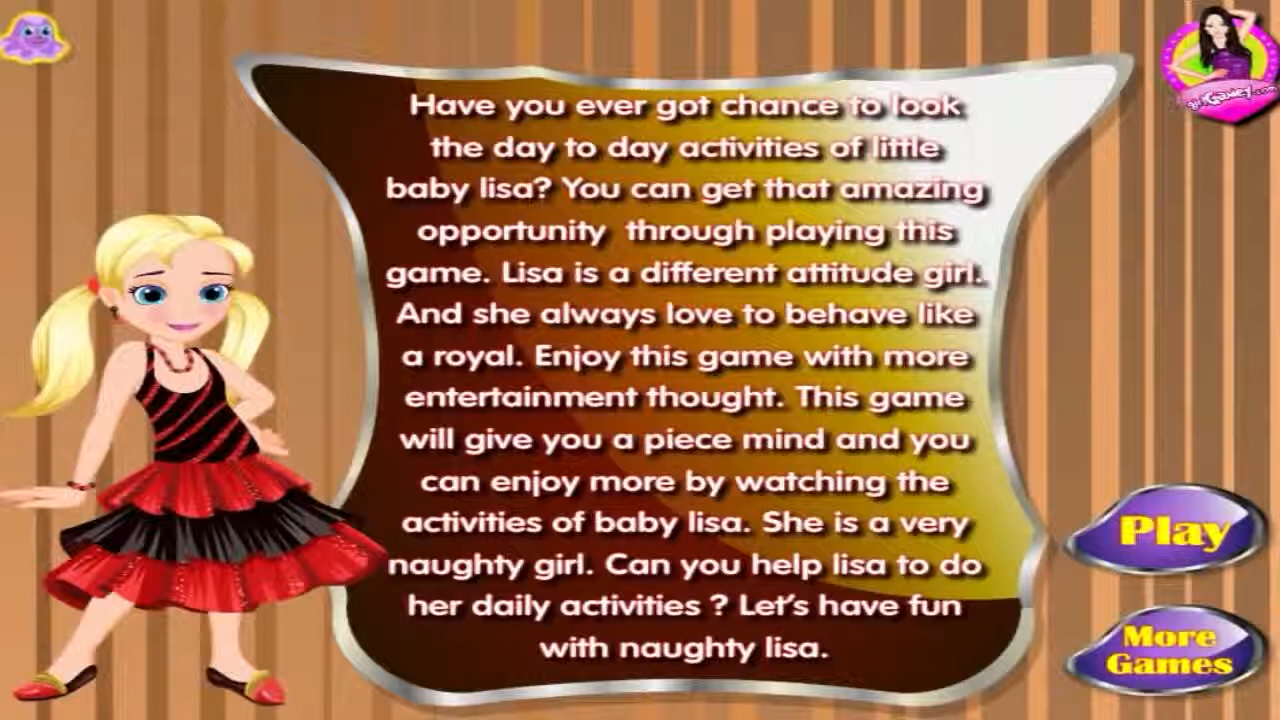 Have you ever got chance to look
the day to day activities of little
baby lisa? You can get that amazing
opportunity through playing this
game. Lisa is a different attitude girl.
And she always love to behave like
a royal. Enjoy this game with more
entertainment thought. This game
will give you a piece mind and you
can enjoy more by watching the
activities of baby lisa. She is a very
naughty girl. Can you help lisa to do
her daily activities ? Let's have fun
with naughty lisa.
girlGamey.com
Play
More
Games